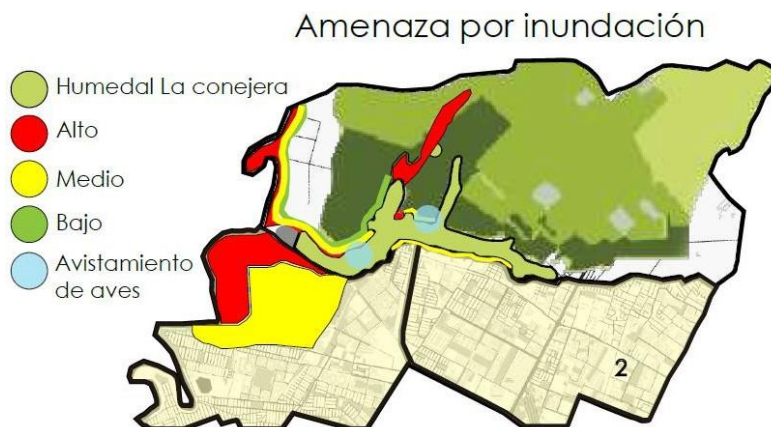 Amenaza por inundación
Humedal La conejera
Alto
Medio
Bajo
Avistamiento
de aves
2